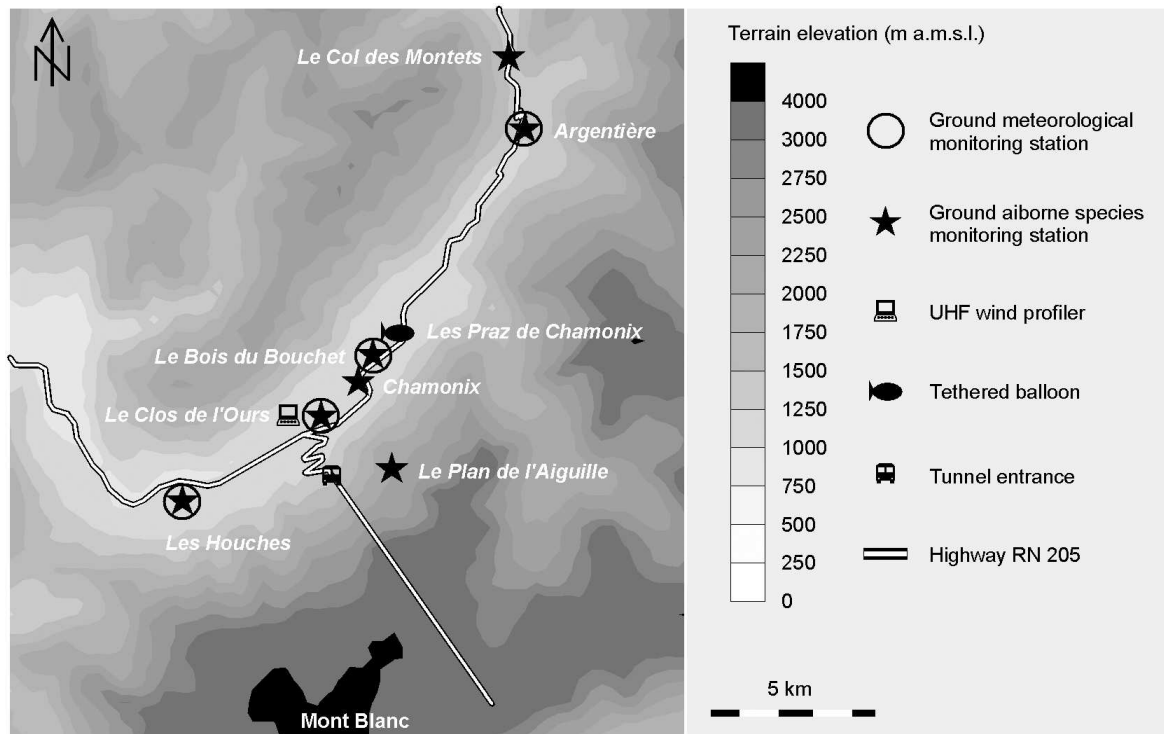 N
Le Col des Montets
Argentière
Les Praz de Chamonix
Le Bois du Bouchet
Chamonix
Le Clos de l'Ours
Le Plan de l'Aiguille
Les Houches
Mont Blanc
Terrain elevation (m a.m.s.l.)
4000
3000
2750
2500
2250
2000
1750
1500
1250
1000
750
500
250
0
Ground meteorological
monitoring station
Ground aiborne species
monitoring station
UHF wind profiler
Tethered balloon
Tunnel entrance
Highway RN 205
5 km